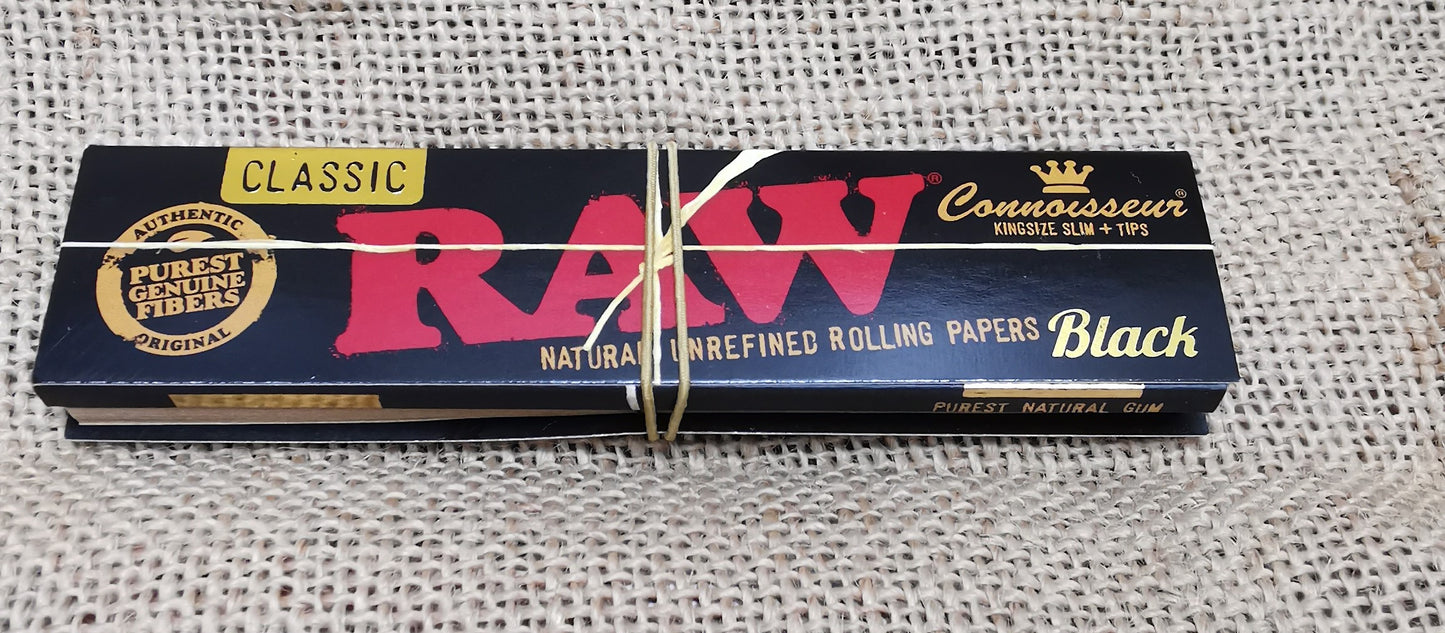 CLASSIC
AUTHENTIC
PUREST
GENUINE
FIBERS
ORIGINAL
RAW®
Connoisseur®
KINGSIZE SLIM + TIPS
NATURAL UNREFINED ROLLING PAPERS
Black
PUREST NATURAL GUM